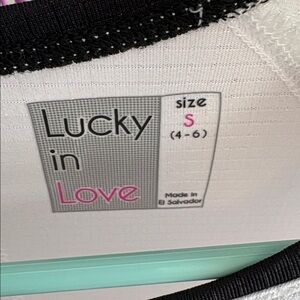 Lucky
in
Love
size
S
(4-6)
Made in
El Salvador